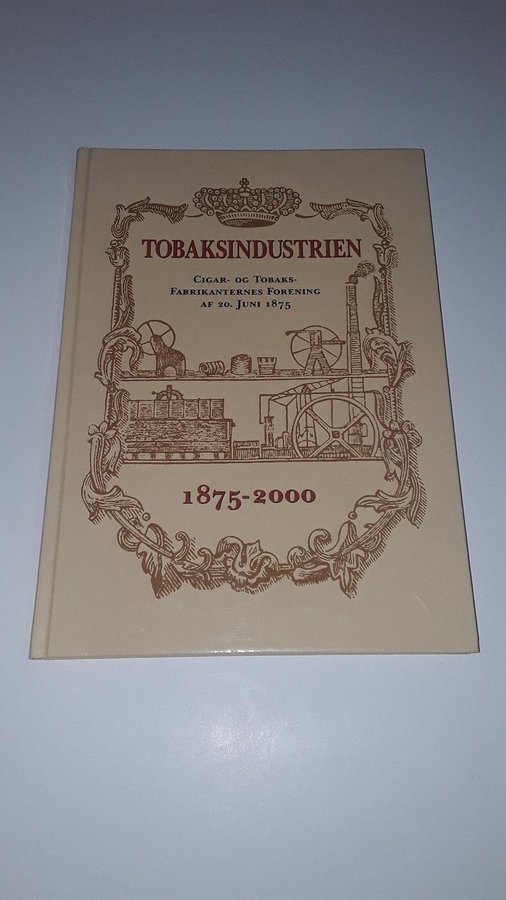 TOBAKSINDUSTRIEN
CIGAR- OG TOBAKS-
FABRIKANTERNES FORENING
AF 20. JUNI 1875
1875-2000